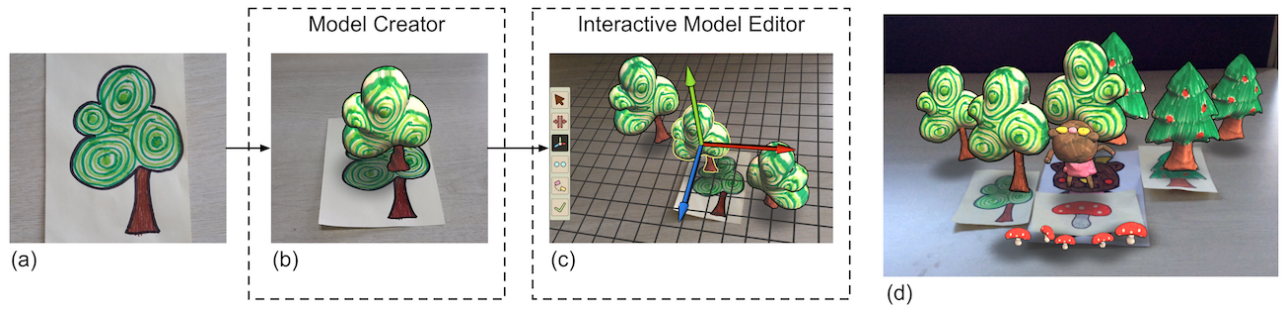 Model Creator
Interactive Model Editor
(a)
(b)
(c)
(d)